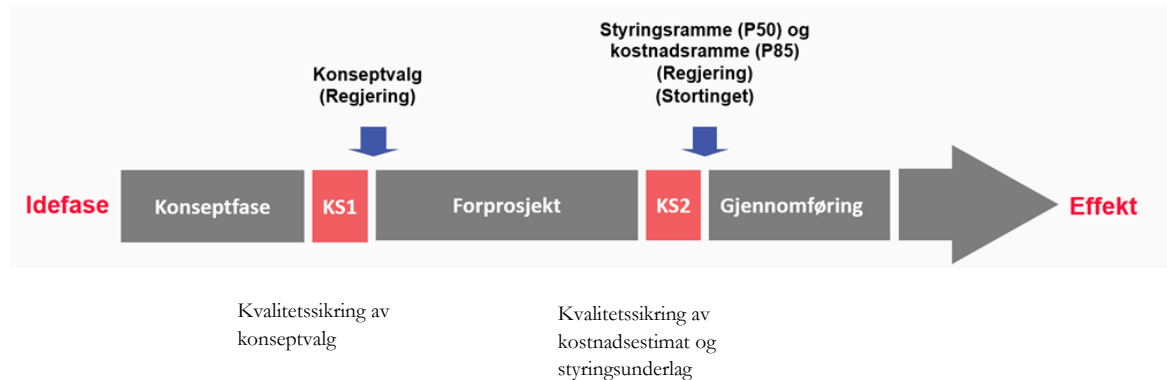 Styringsramme (P50) og
kostnadsramme (P85)
(Regjering)
(Stortinget)
Konseptvalg
(Regjering)
Idefase
Konseptfase
KS1
Forprosjekt
KS2
Gjennomføring
Effekt
Kvalitetssikring av
konseptvalg
Kvalitetssikring av
kostnadsestimat og
styringsunderlag